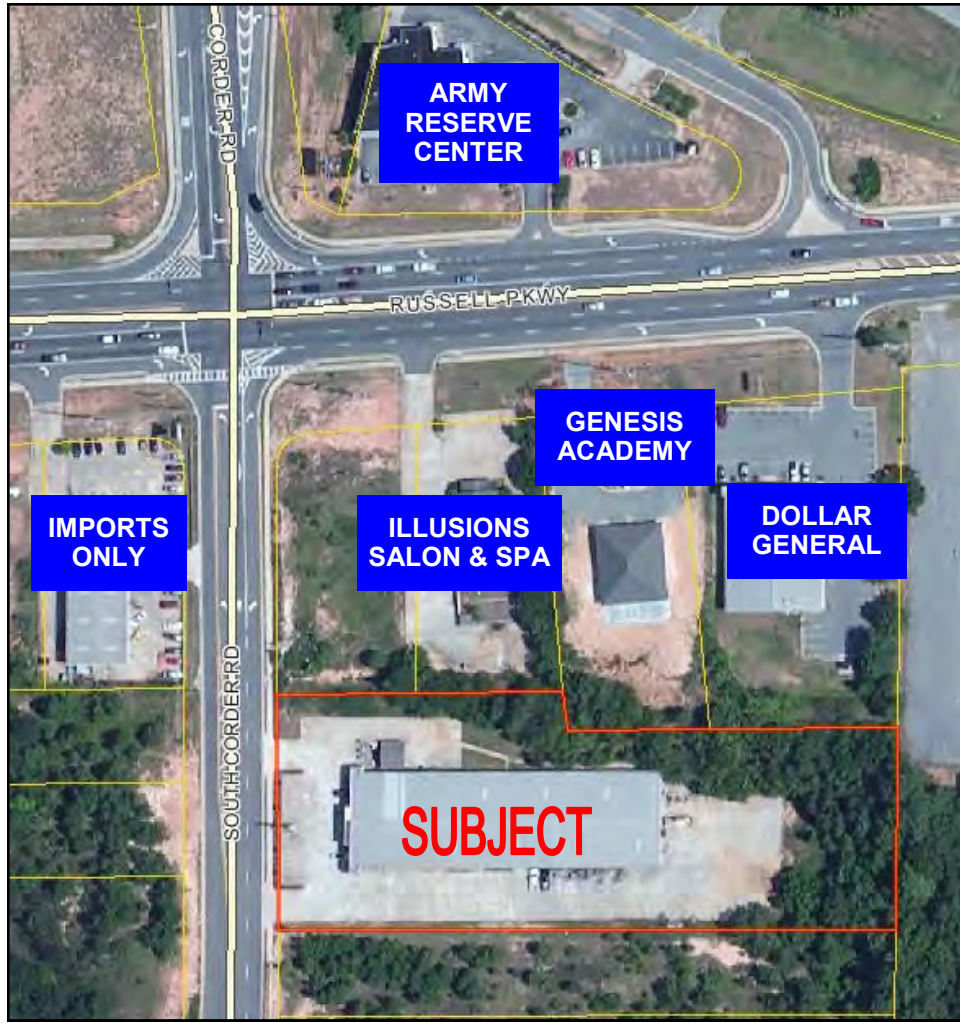 CORDER RD
ARMY
RESERVE
CENTER
RUSSELL PKWY
GENESIS
ACADEMY
IMPORTS
ONLY
ILLUSIONS
SALON & SPA
DOLLAR
GENERAL
SOUTH CORDER RD
SUBJECT